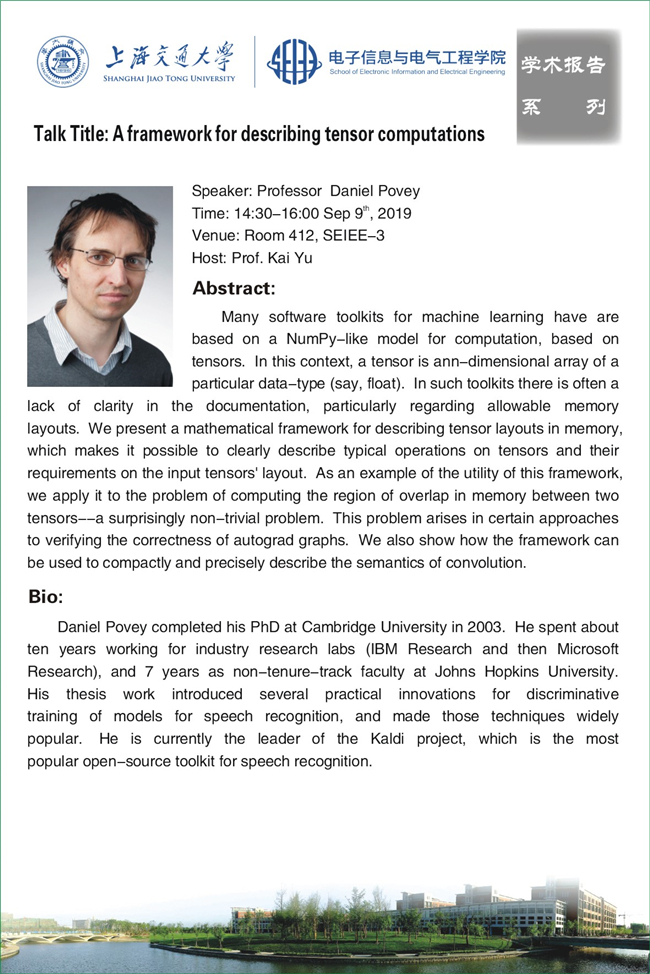 上海交通大学
SHANGHAI JIAO TONG UNIVERSITY
SEIEE
电子信息与电气工程学院
School of Electronic Information and Electrical Engineering
学术报告
系 列
Talk Title: A framework for describing tensor computations
Speaker: Professor Daniel Povey
Time: 14:30-16:00 Sep 9th, 2019
Venue: Room 412, SEIEE-3
Host: Prof. Kai Yu
Abstract:
Many software toolkits for machine learning have are
based on a NumPy-like model for computation, based on
tensors. In this context, a tensor is ann-dimensional array of a
particular data-type (say, float). In such toolkits there is often a
lack of clarity in the documentation, particularly regarding allowable memory
layouts. We present a mathematical framework for describing tensor layouts in memory,
which makes it possible to clearly describe typical operations on tensors and their
requirements on the input tensors' layout. As an example of the utility of this framework,
we apply it to the problem of computing the region of overlap in memory between two
tensors--a surprisingly non-trivial problem. This problem arises in certain approaches
to verifying the correctness of autograd graphs. We also show how the framework can
be used to compactly and precisely describe the semantics of convolution.
Bio:
Daniel Povey completed his PhD at Cambridge University in 2003. He spent about
ten years working for industry research labs (IBM Research and then Microsoft
Research), and 7 years as non-tenure-track faculty at Johns Hopkins University.
His thesis work introduced several practical innovations for discriminative
training of models for speech recognition, and made those techniques widely
popular. He is currently the leader of the Kaldi project, which is the most
popular open-source toolkit for speech recognition.